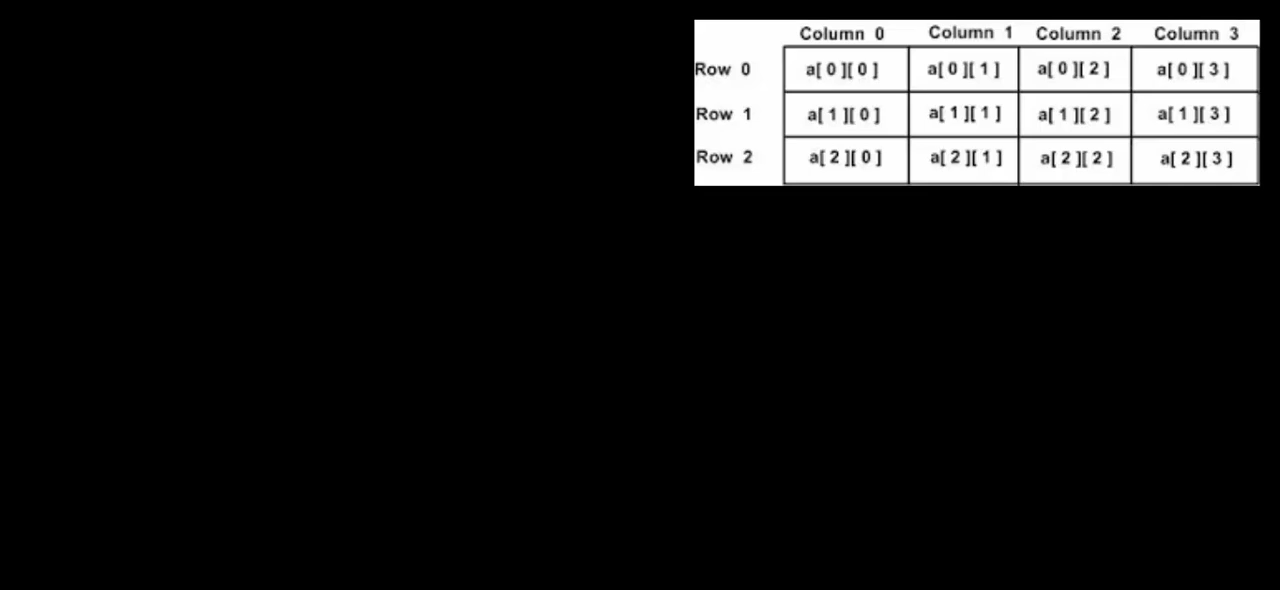 Column 0 Column 1 Column 2 Column 3
Row 0 a[ 0 ][ 0 ] a[ 0 ][ 1 ] a[ 0 ][ 2 ] a[ 0 ][ 3 ]
Row 1 a[ 1 ][ 0 ] a[ 1 ][ 1 ] a[ 1 ][ 2 ] a[ 1 ][ 3 ]
Row 2 a[ 2 ][ 0 ] a[ 2 ][ 1 ] a[ 2 ][ 2 ] a[ 2 ][ 3 ]